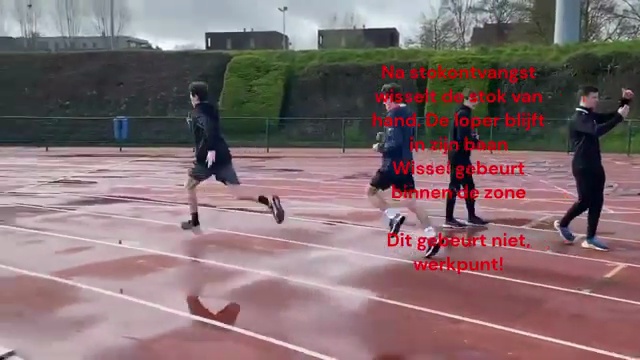 Na stokontvangst
wisselt de stok van
hand. De loper blijft
in zijn baan
Wissel gebeurt
binnen de zone
Dit gebeurt niet,
werkpunt!